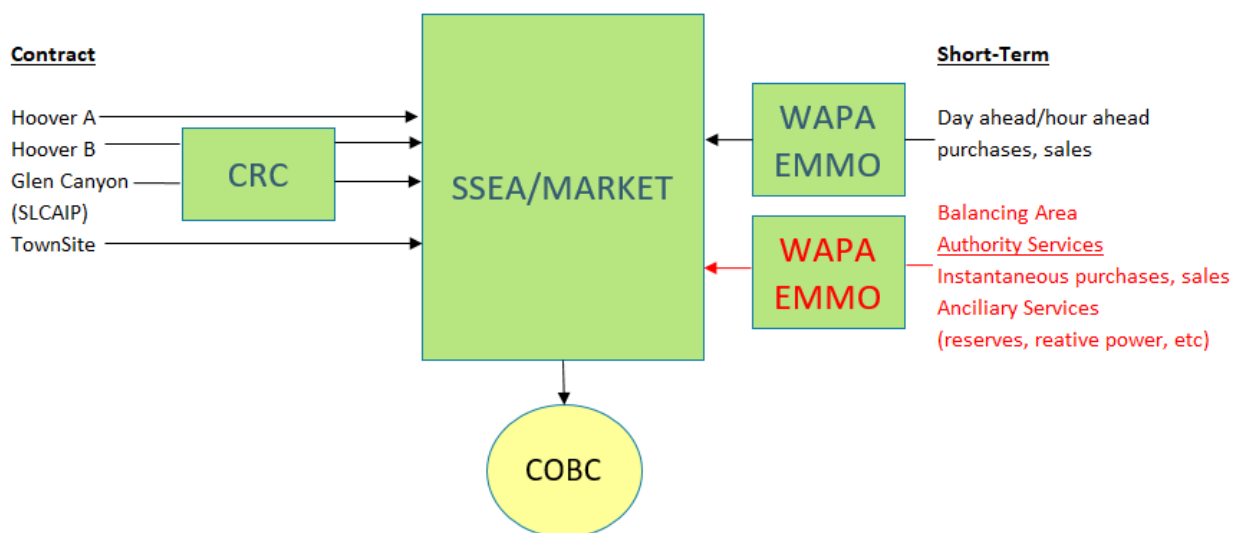 Contract
Hoover A
Hoover B
Glen Canyon
(SLCAIP)
TownSite
CRC
SSEA/MARKET
COBC
WAPA
EMMO
WAPA
EMMO
Short-Term
Day ahead/hour ahead
purchases, sales
Balancing Area
Authority Services
Instantaneous purchases, sales
Anciliary Services
(reserves, reative power, etc)